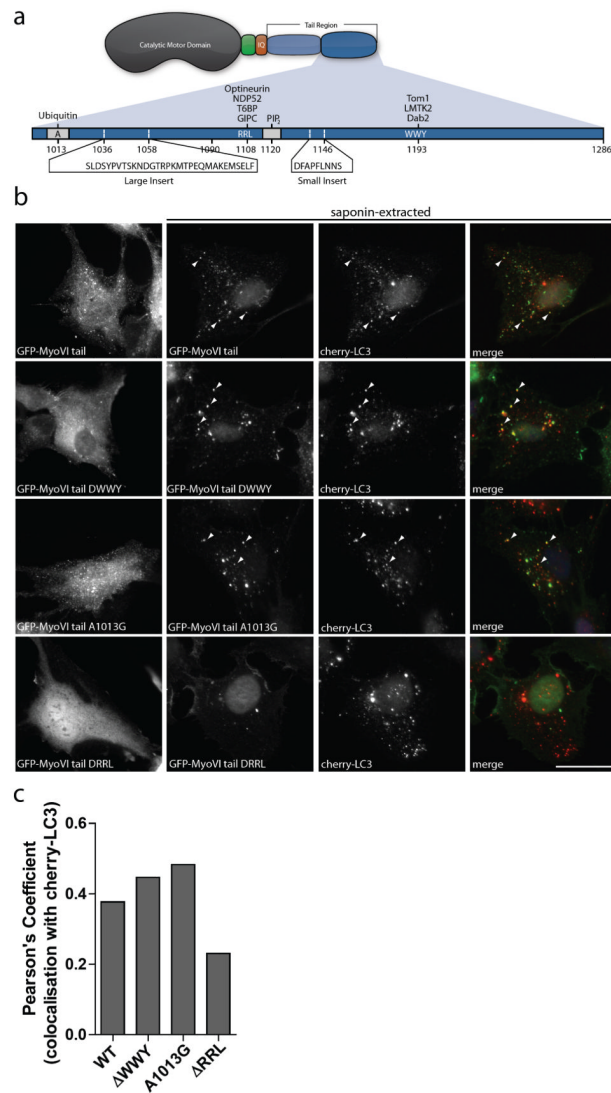 a
Tail Region
Catalytic Motor Domain
IQ
Optineurin
NDP52
T6BP
GIPC
Ubiquitin
PIP2
Tom1
LMTK2
Dab2
A
RRL
WWY
1013 1036 1058 1090 1108 1120 1146 1193 1286
SLDSYPVTSKNDGTRPKMTPEQMAKEMSELF
DFAPFLNNS
Large Insert
Small Insert
b
saponin-extracted
GFP-MyoVI tail
GFP-MyoVI tail
cherry-LC3
merge
GFP-MyoVI tail DWWY
GFP-MyoVI tail DWWY
cherry-LC3
merge
GFP-MyoVI tail A1013G
GFP-MyoVI tail A1013G
cherry-LC3
merge
GFP-MyoVI tail DRRL
GFP-MyoVI tail DRRL
cherry-LC3
merge
c
Pearson's Coefficient
(colocalisation with cherry-LC3)
0.6
0.4
0.2
0.0
WT
ΔWWY
A1013G
ΔRRL